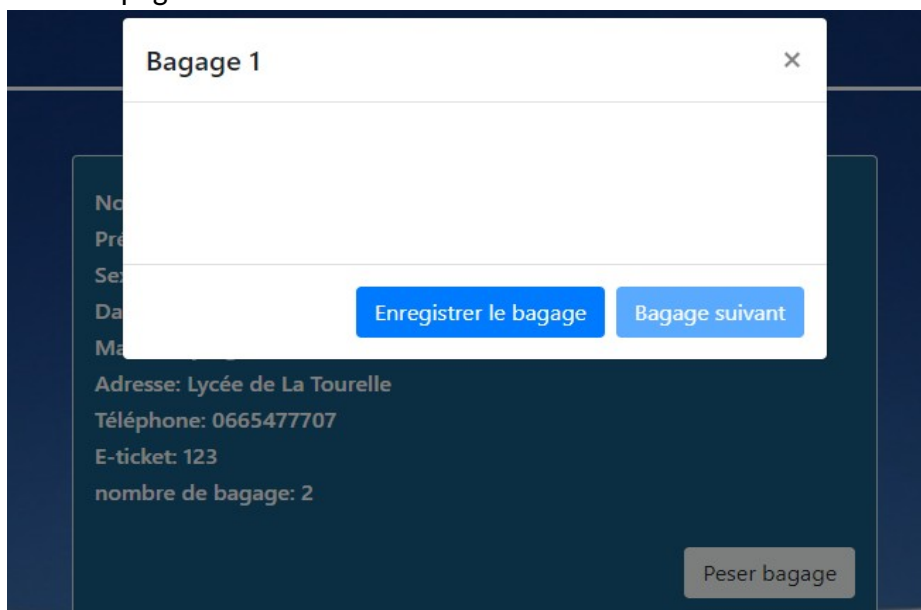 Bagage 1 ×
Enregistrer le bagage Bagage suivant
Adresse: Lycée de La Tourelle
Téléphone: 0665477707
E-ticket: 123
nombre de bagage: 2
Peser bagage